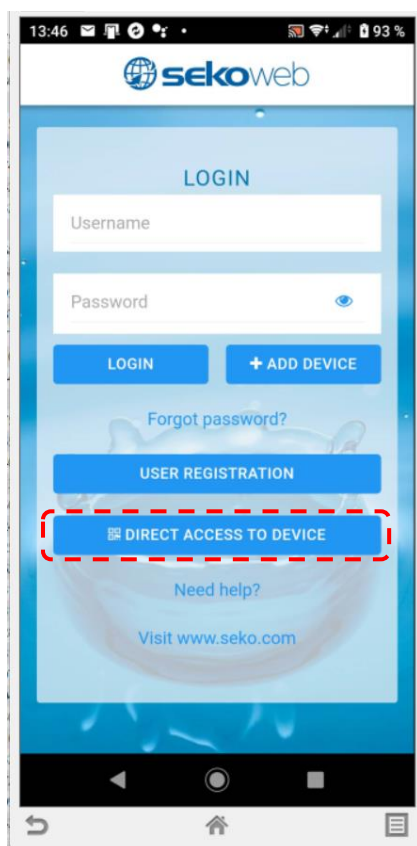 13:46 93 %
sekoweb
LOGIN
Username
Password
LOGIN + ADD DEVICE
Forgot password?
USER REGISTRATION
DIRECT ACCESS TO DEVICE
Need help?
Visit www.seko.com